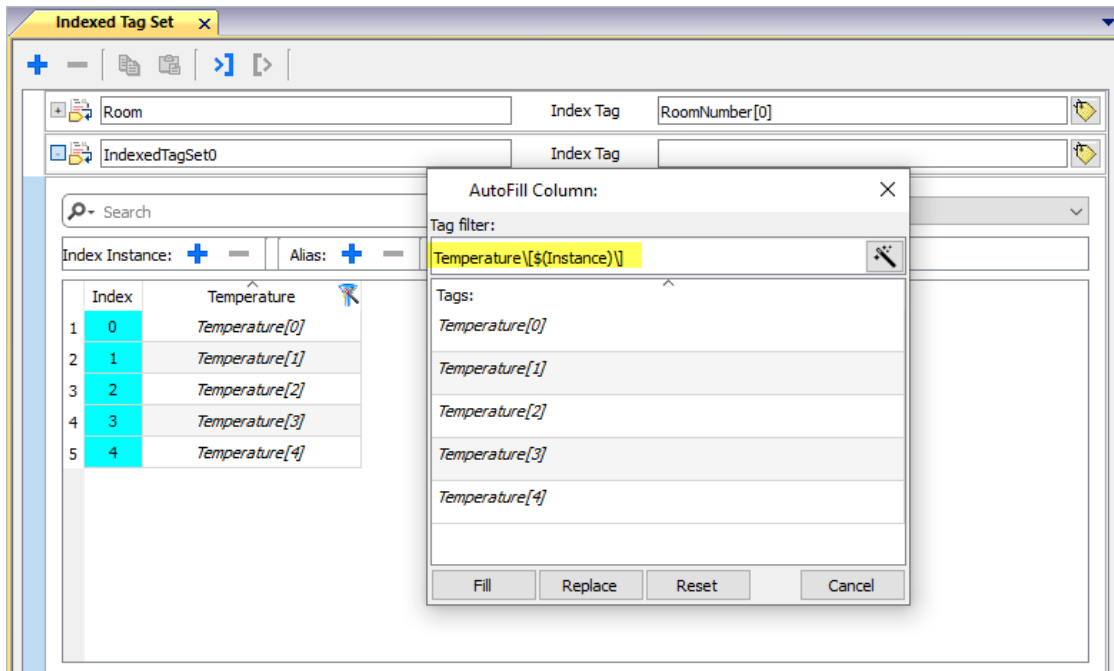 Indexed Tag Set
Room Index Tag RoomNumber[0]
IndexedTagSet0 Index Tag
Search
Index Instance: Alias:
Index Temperature
1 0 Temperature[0]
2 1 Temperature[1]
3 2 Temperature[2]
4 3 Temperature[3]
5 4 Temperature[4]
AutoFill Column:
Tag filter:
Temperature\[$(Instance)\]
Tags:
Temperature[0]
Temperature[1]
Temperature[2]
Temperature[3]
Temperature[4]
Fill Replace Reset Cancel